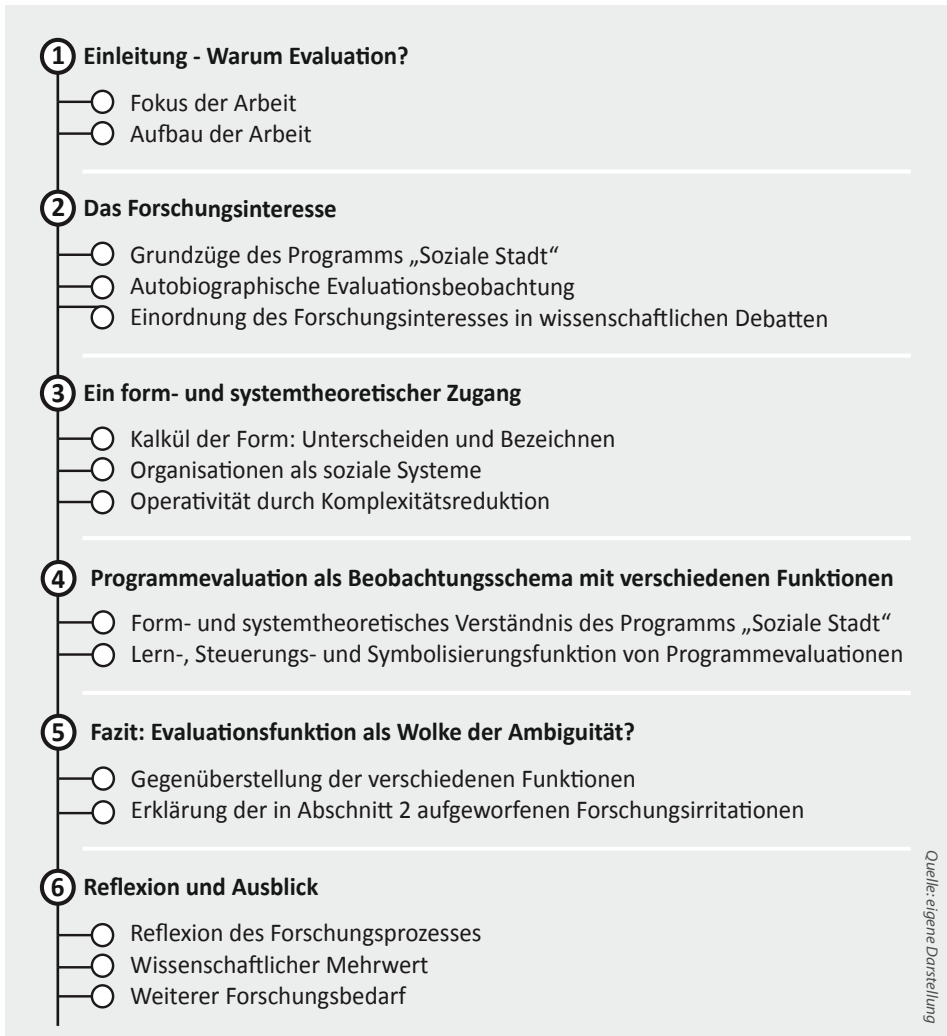 1 Einleitung - Warum Evaluation?
Fokus der Arbeit
Aufbau der Arbeit
2 Das Forschungsinteresse
Grundzüge des Programms „Soziale Stadt“
Autobiographische Evaluationsbeobachtung
Einordnung des Forschungsinteresses in wissenschaftlichen Debatten
3 Ein form- und systemtheoretischer Zugang
Kalkül der Form: Unterscheiden und Bezeichnen
Organisationen als soziale Systeme
Operativität durch Komplexitätsreduktion
4 Programmevaluation als Beobachtungsschema mit verschiedenen Funktionen
Form- und systemtheoretisches Verständnis des Programms „Soziale Stadt“
Lern-, Steuerungs- und Symbolisierungsfunktion von Programmevaluationen
5 Fazit: Evaluationsfunktion als Wolke der Ambiguität?
Gegenüberstellung der verschiedenen Funktionen
Erklärung der in Abschnitt 2 aufgeworfenen Forschungsirritationen
6 Reflexion und Ausblick
Reflexion des Forschungsprozesses
Wissenschaftlicher Mehrwert
Weiterer Forschungsbedarf
Quelle: eigene Darstellung